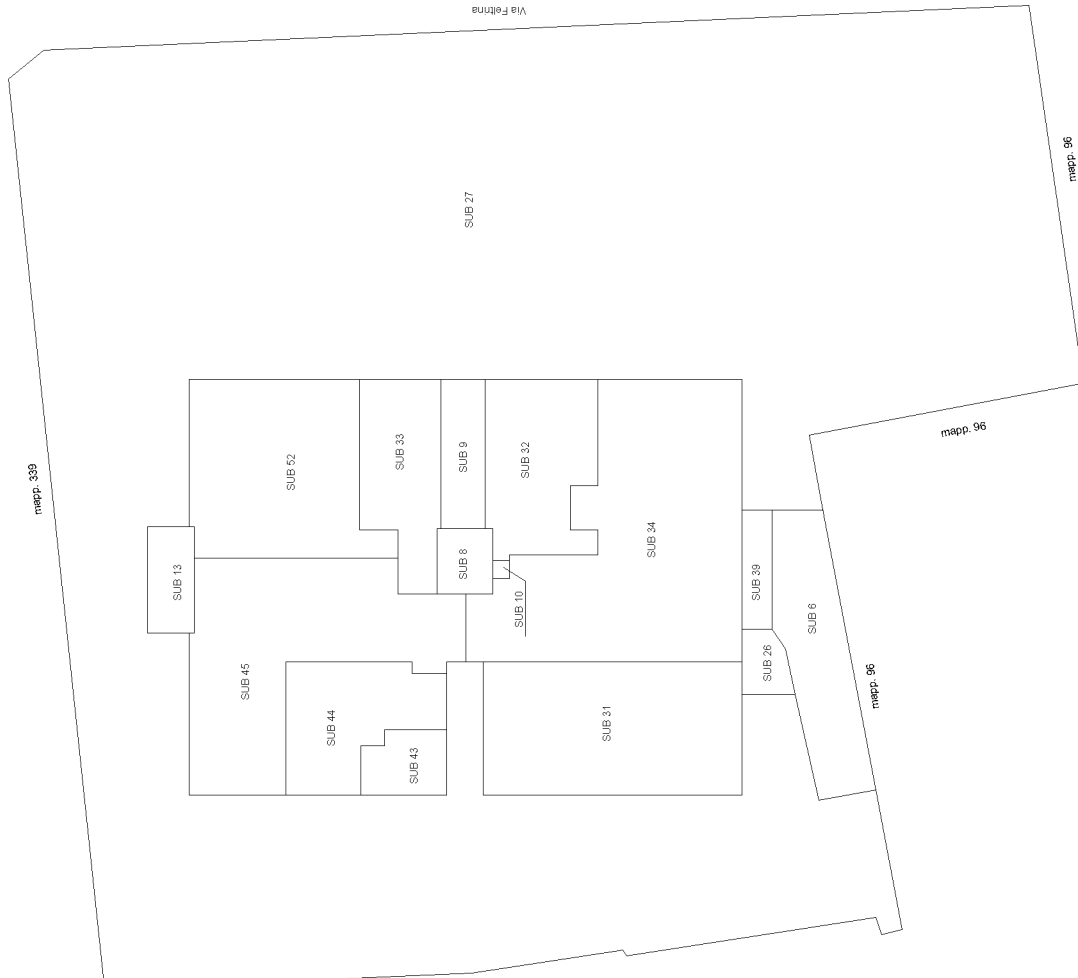 Via Feltrina
mapp. 96
SUB 27
mapp. 96
SUB 33
SUB 9
SUB 32
SUB 52
mapp. 339
SUB 34
SUB 8
SUB 13
SUB 39
SUB 10
SUB 6
SUB 26
SUB 45
mapp. 96
SUB 31
SUB 44
SUB 43